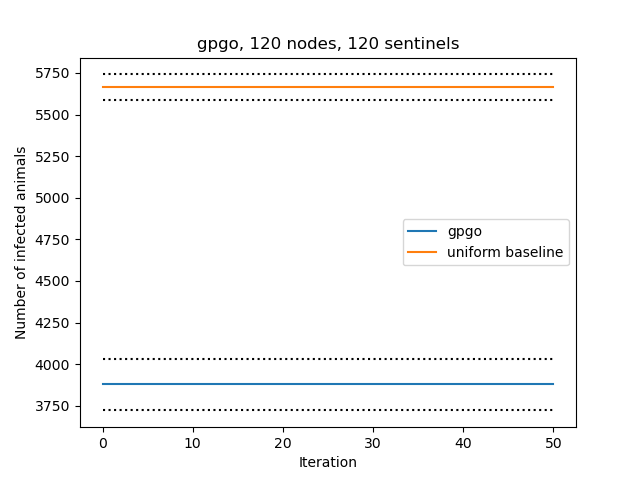 gpgo, 120 nodes, 120 sentinels
Number of infected animals
5750
5500
5250
5000
4750
4500
4250
4000
3750
gpgo
uniform baseline
0 10 20 30 40 50
Iteration